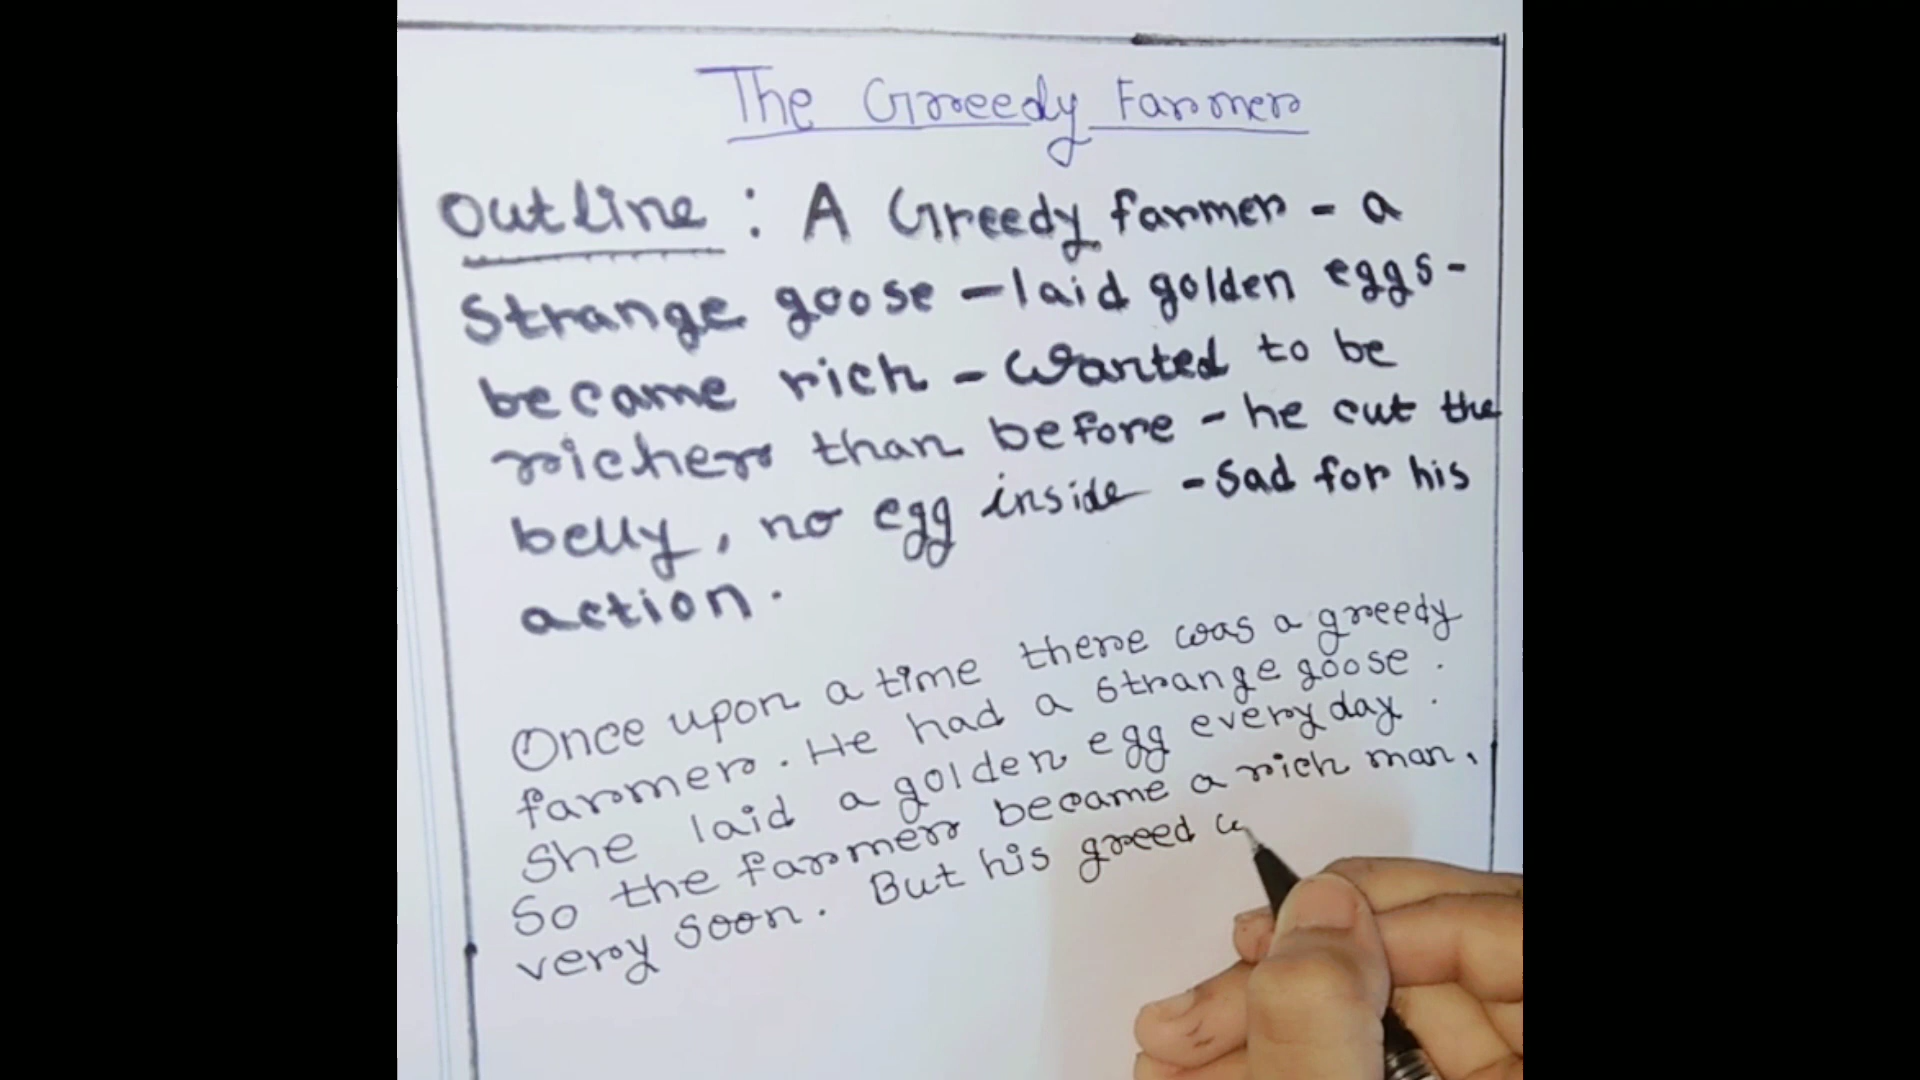 The Greedy Farmer
Outline : A Greedy farmer - a
Strange goose - laid golden eggs -
became rich - Wanted to be
richer than before - he cut the
belly, no egg inside - Sad for his
action.
Once upon a time there was a greedy
farmer. He had a strange goose.
She laid a golden egg everyday.
So the farmer became a rich man,
very soon. But his greed